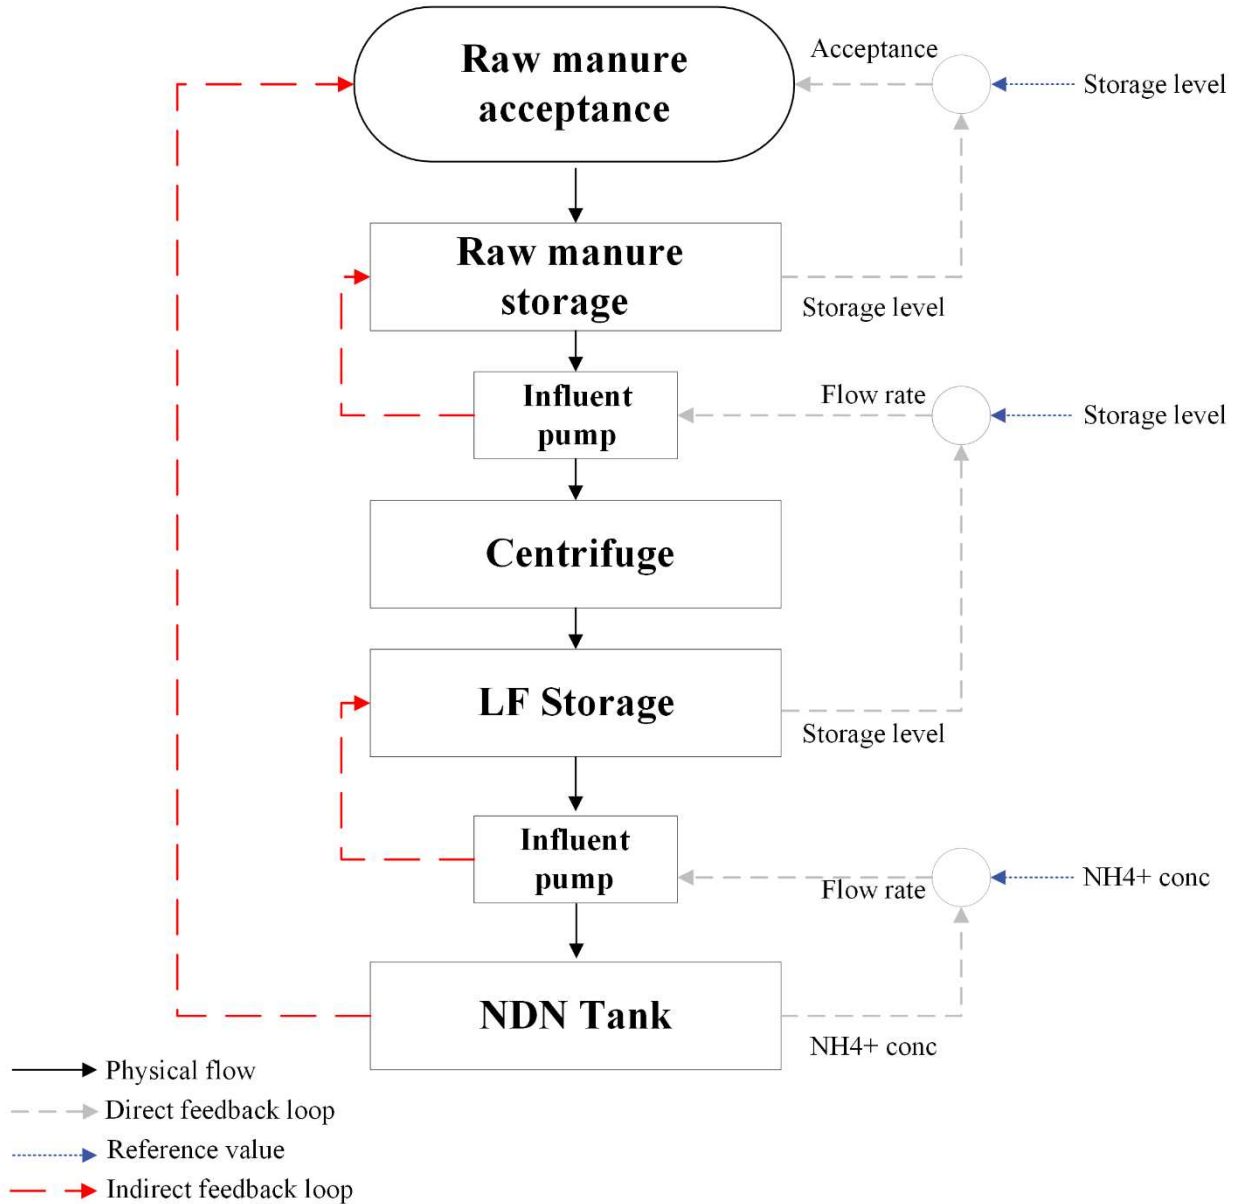 Raw manure
acceptance
Acceptance
Storage level
Raw manure
storage
Storage level
Influent
pump
Flow rate
Storage level
Centrifuge
LF Storage
Storage level
Influent
pump
Flow rate
NH4+ conc
NDN Tank
NH4+ conc
Physical flow
Direct feedback loop
Reference value
Indirect feedback loop